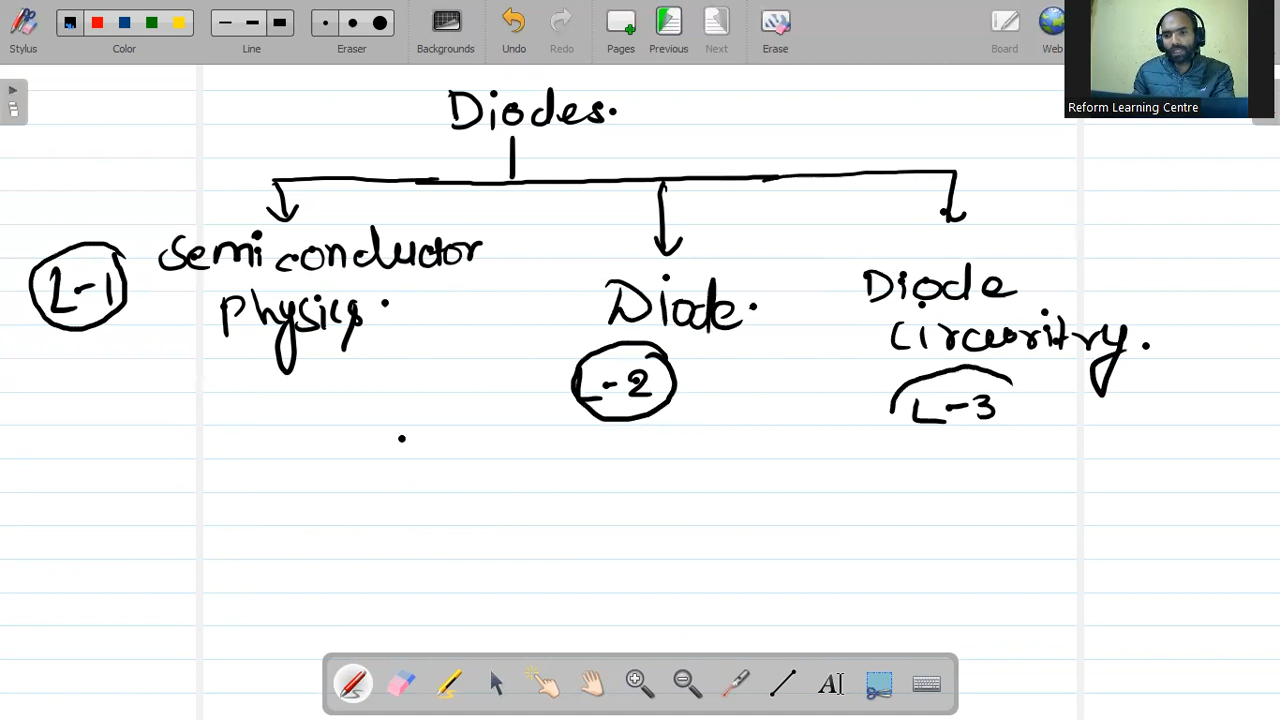 Stylus
Color
Line
Eraser
Backgrounds
Undo
Redo
Pages
Previous
Next
Erase
Board
Web
Reform Learning Centre
Diodes.
Semiconductor
physics.
L-1
Diode.
L-2
Diode
L-3